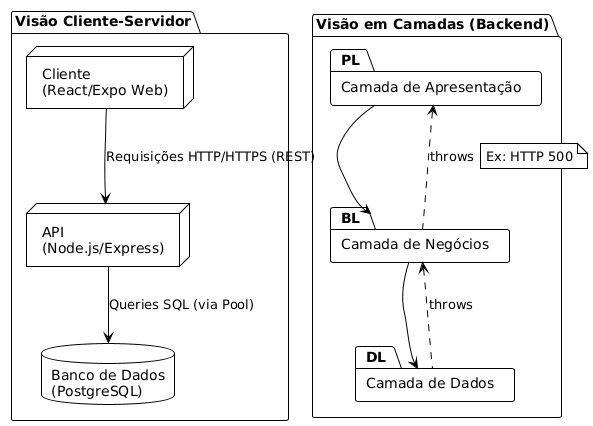 Visão Cliente-Servidor
Cliente
(React/Expo Web)
Requisições HTTP/HTTPS (REST)
API
(Node.js/Express)
Queries SQL (via Pool)
Banco de Dados
(PostgreSQL)
Visão em Camadas (Backend)
PL
Camada de Apresentação
throws
Ex: HTTP 500
BL
Camada de Negócios
throws
DL
Camada de Dados